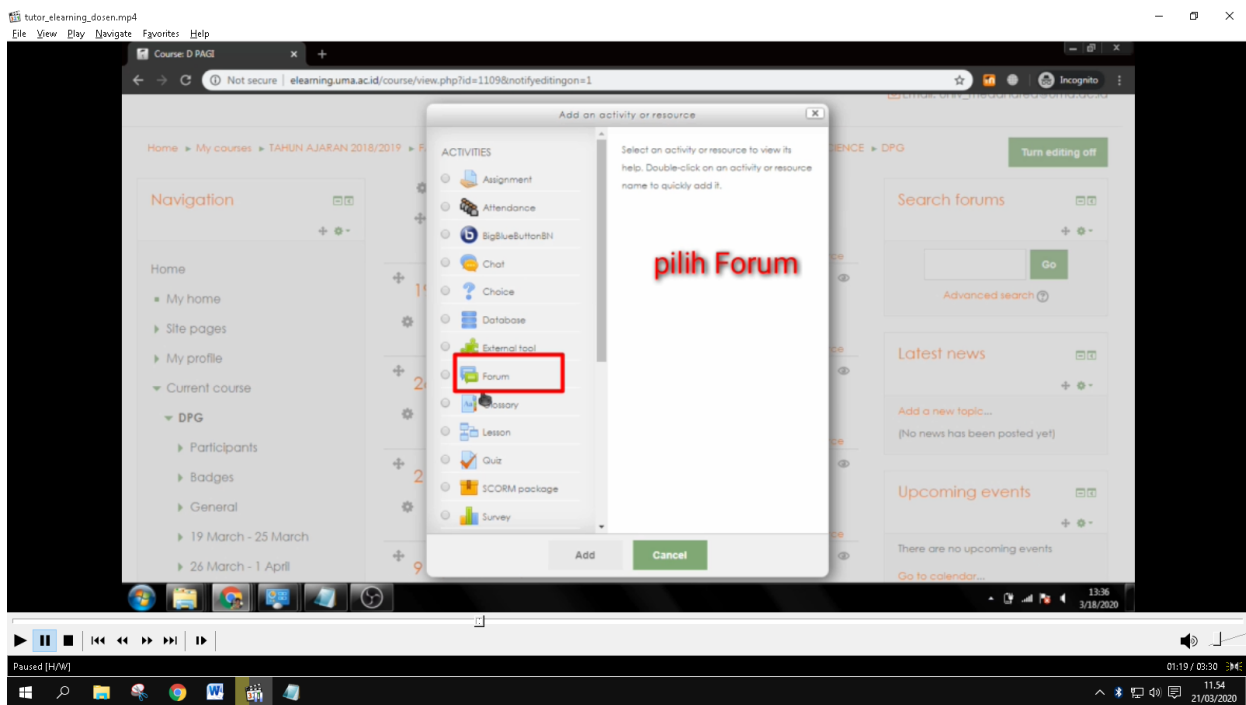 tutor_elearning_dosen.mp4
File View Play Navigate Favorites Help
Course: D PAGI
Not secure | elearning.uma.ac.id/course/view.php?id=1109&notifyeditingon=1
Incognito
Add an activity or resource
Home ▸ My courses ▸ TAHUN AJARAN 2018/2019 ▸
DPG
Turn editing off
Navigation
Home
My home
Site pages
My profile
Current course
DPG
Participants
Badges
General
19 March - 25 March
26 March - 1 April
ACTIVITIES
Assignment
Attendance
BigBlueButtonBN
Chat
Choice
Database
External tool
Forum
Glossary
Lesson
Quiz
SCORM package
Survey
Select an activity or resource to view its
help. Double-click on an activity or resource
name to quickly add it.
pilih Forum
Add
Cancel
Search forums
Go
Advanced search
Latest news
Add a new topic...
(No news has been posted yet)
Upcoming events
There are no upcoming events
Go to calendar...
13:36
3/18/2020
Paused [H/W]
01:19 / 03:30
11.54
21/03/2020